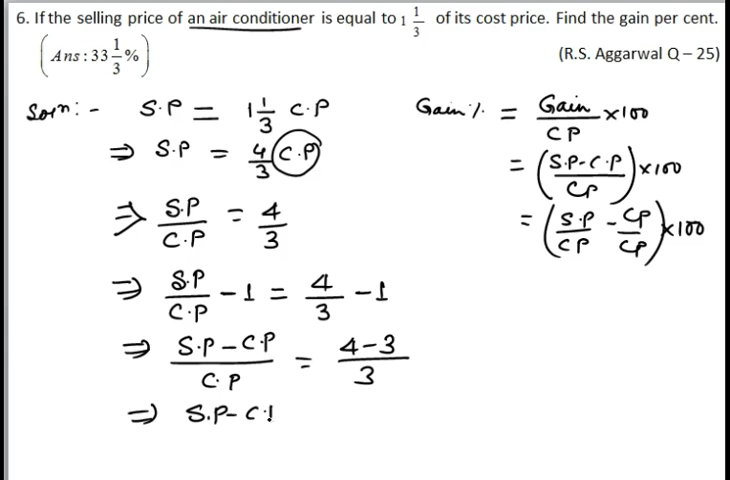 6. If the selling price of an air conditioner is equal to 1 1/3 of its cost price. Find the gain per cent.
(Ans : 33 1/3 %)
(R.S. Aggarwal Q – 25)
Soln :- S.P = 1 1/3 C.P
⇒ S.P = 4/3 C.P
⇒ S.P/C.P = 4/3
⇒ S.P/C.P - 1 = 4/3 - 1
⇒ S.P - C.P/C.P = 4-3/3
⇒ S.P - C.
Gain % = Gain/CP × 100
= (S.P - C.P/CP) × 100
= (S.P/CP - CP/CP) × 100